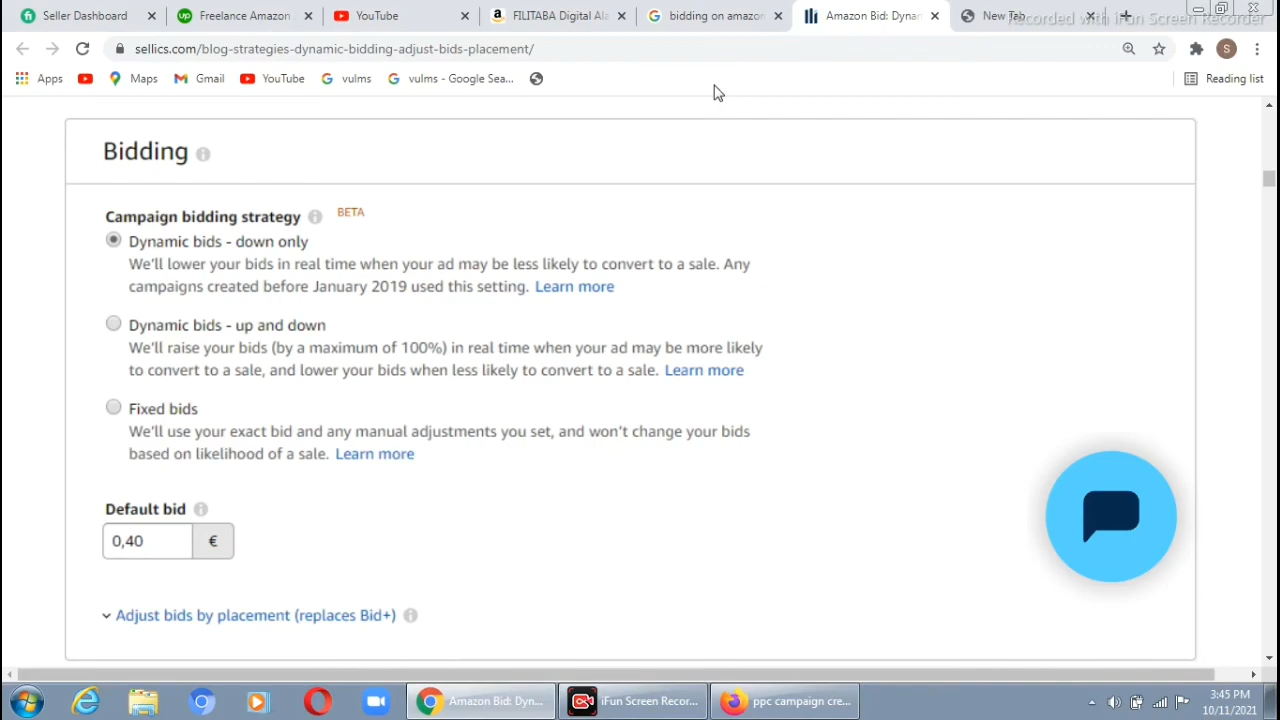 Seller Dashboard
Freelance Amazon
YouTube
FILITABA Digital Ala
bidding on amazon
Amazon Bid: Dynam
New Tab
Recorded with iFun Screen Recorder
sellics.com/blog-strategies-dynamic-bidding-adjust-bids-placement/
S
Apps
Maps
Gmail
YouTube
vulms
vulms - Google Sea...
Reading list
Bidding
Campaign bidding strategy
BETA
Dynamic bids - down only
We'll lower your bids in real time when your ad may be less likely to convert to a sale. Any
campaigns created before January 2019 used this setting. Learn more
Dynamic bids - up and down
We'll raise your bids (by a maximum of 100%) in real time when your ad may be more likely
to convert to a sale, and lower your bids when less likely to convert to a sale. Learn more
Fixed bids
We'll use your exact bid and any manual adjustments you set, and won't change your bids
based on likelihood of a sale. Learn more
Default bid
0,40 €
Adjust bids by placement (replaces Bid+)
Amazon Bid: Dyn...
iFun Screen Recor...
ppc campaign cre...
3:45 PM
10/11/2021